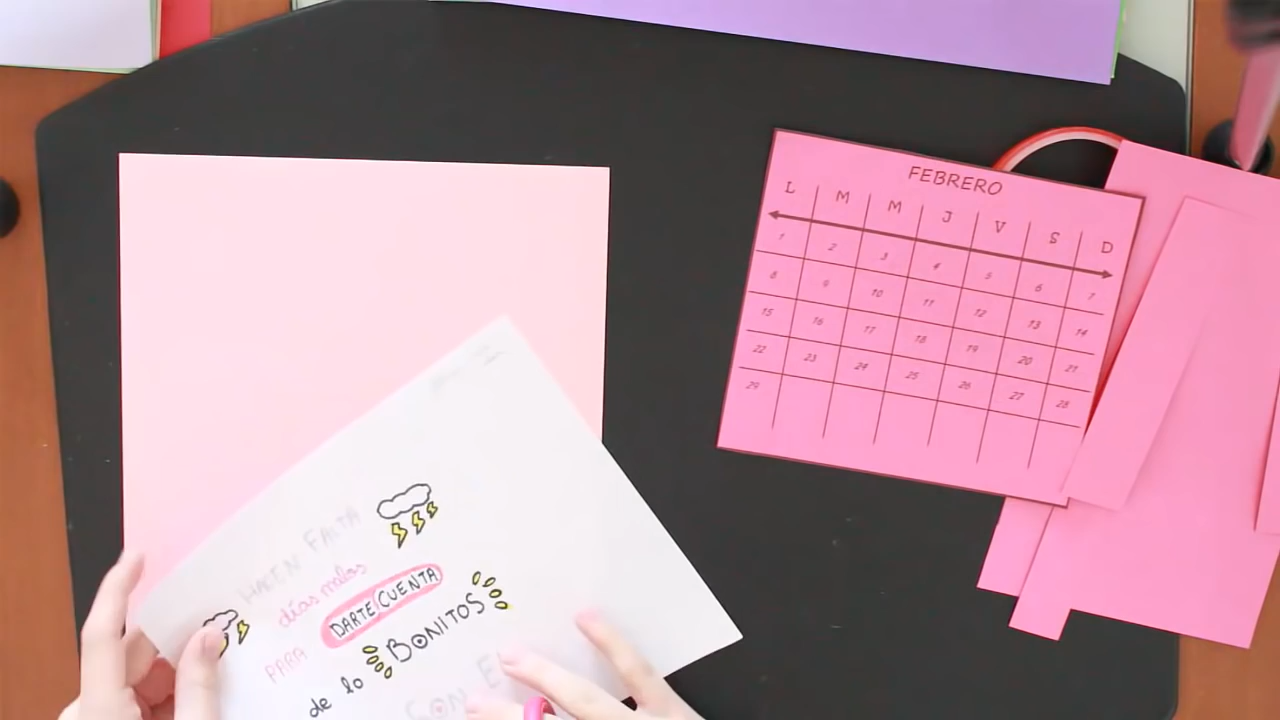 FEBRERO
L M M J V S D
1 2 3 4 5 6 7
8 9 10 11 12 13 14
15 16 17 18 19 20 21
22 23 24 25 26 27 28
29
HACEN FALTA
días malos
PARA DARTE CUENTA
de lo BONITOS
SON